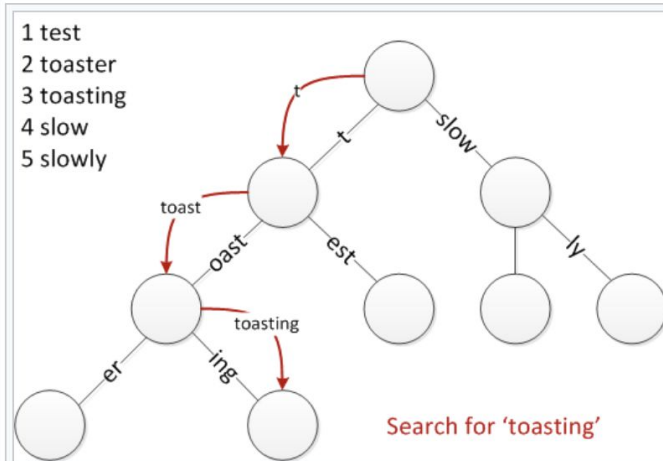 1 test
2 toaster
3 toasting
4 slow
5 slowly
t
t
slow
toast
oast
est
ly
toasting
er
ing
Search for 'toasting'